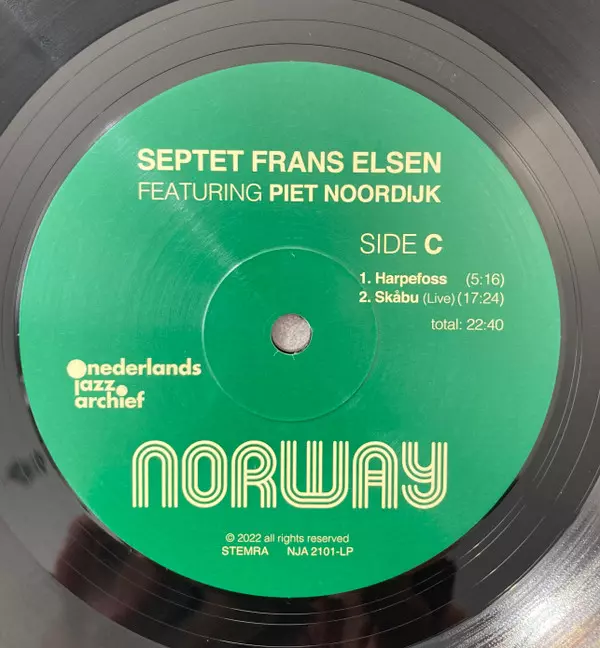 SEPTET FRANS ELSEN
FEATURING PIET NOORDIJK
SIDE C
1. Harpefoss (5:16)
2. Skåbu (Live) (17:24)
total: 22:40
nederlands
jazz
archief
NORWAY
© 2022 all rights reserved
STEMRA NJA 2101-LP